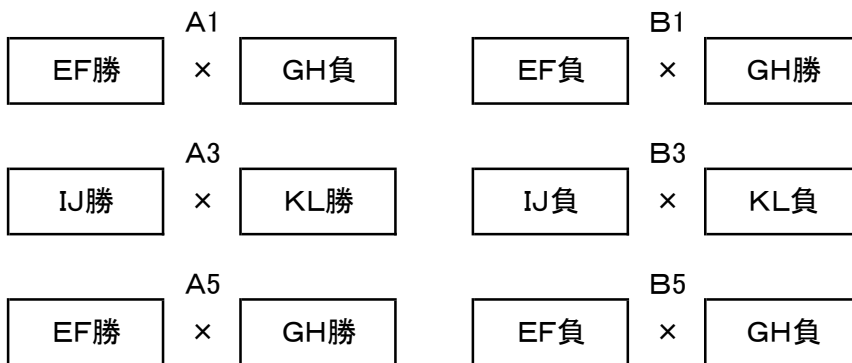 A1 B1
EF勝 × GH負 EF負 × GH勝
A3 B3
IJ勝 × KL勝 IJ負 × KL負
A5 B5
EF勝 × GH勝 EF負 × GH負